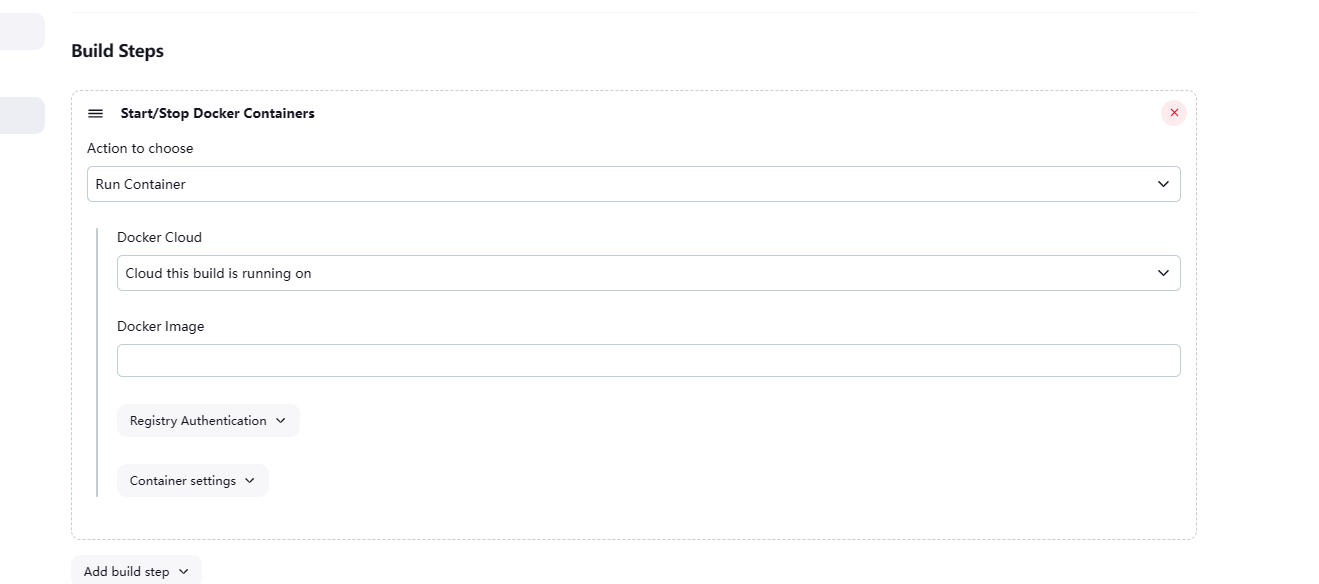 Build Steps
Start/Stop Docker Containers
Action to choose
Run Container
Docker Cloud
Cloud this build is running on
Docker Image
Registry Authentication
Container settings
Add build step